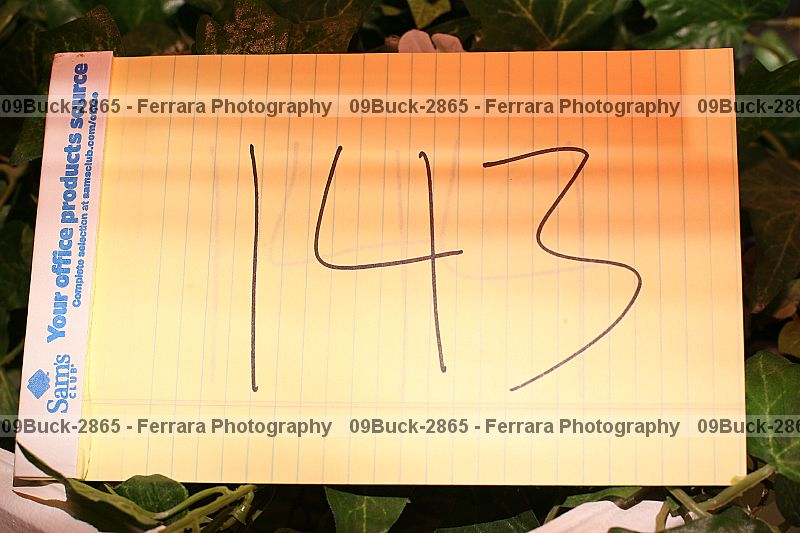 Your office products source
Complete selection at samsclub.com/office
Sam's
CLUB
09Buck-2865 - Ferrara Photography 09Buck-2865 - Ferrara Photography 09Buck-2865
143
09Buck-2865 - Ferrara Photography 09Buck-2865 - Ferrara Photography 09Buck-2865